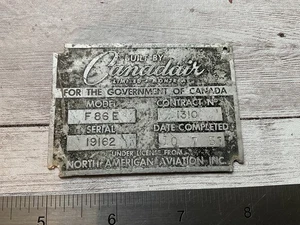 BUILT BY
Canadair
LIMITED MONTREAL
FOR THE GOVERNMENT OF CANADA
MODEL CONTRACT N
F86E 1310
SERIAL DATE COMPLETED
19162
UNDER LICENSE FROM
NORTH AMERICAN AVIATION INC.
5 6 7 8